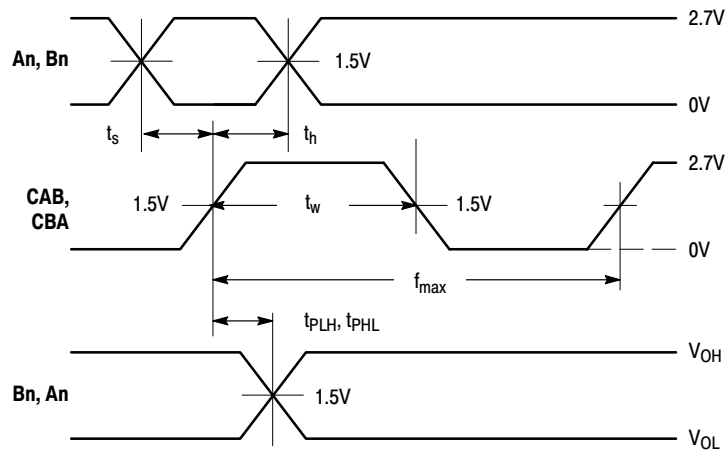 2.7V
An, Bn
1.5V
0V
ts
th
2.7V
CAB,
CBA
1.5V
tw
1.5V
0V
fmax
tPLH, tPHL
VOH
Bn, An
1.5V
VOL